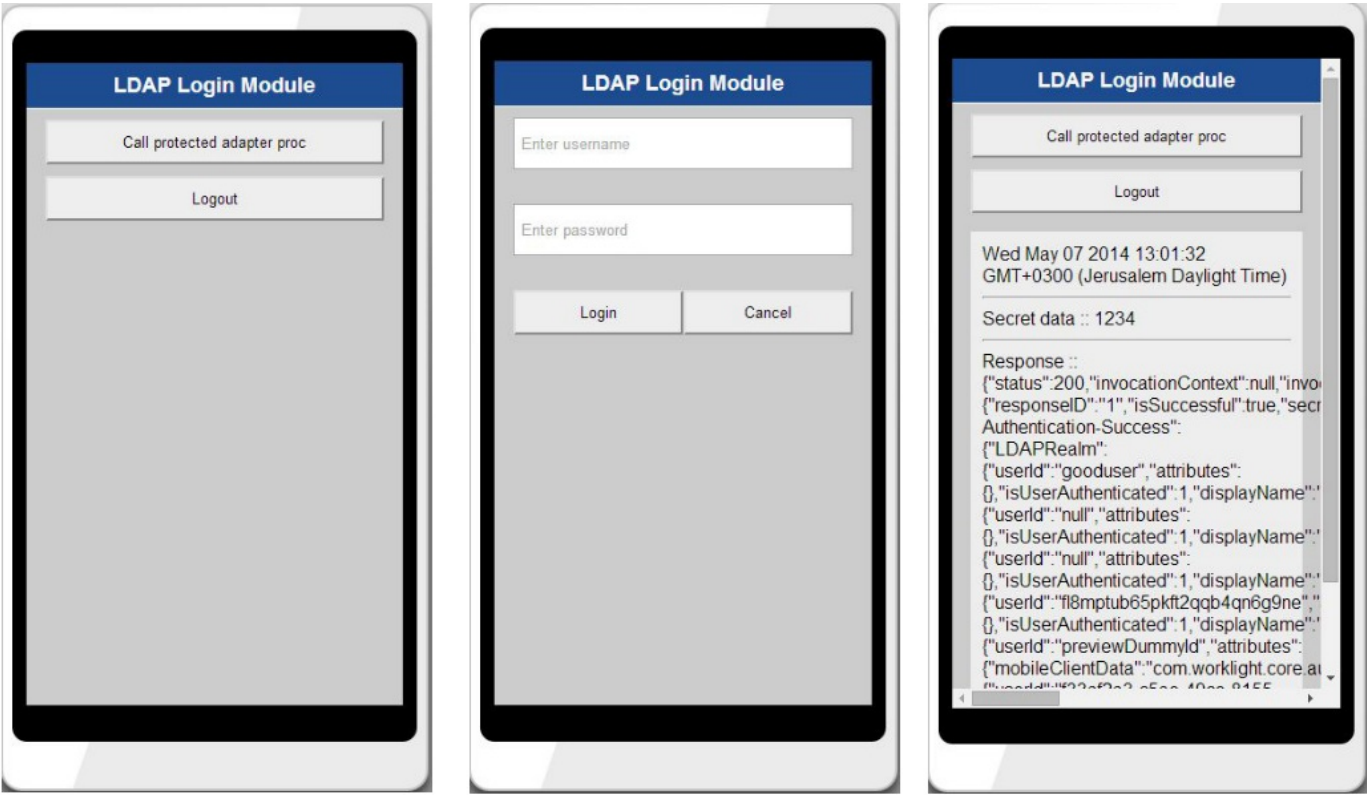 LDAP Login Module
Call protected adapter proc
Logout
LDAP Login Module
Enter username
Enter password
Login Cancel
LDAP Login Module
Call protected adapter proc
Logout
Wed May 07 2014 13:01:32
GMT+0300 (Jerusalem Daylight Time)
Secret data :: 1234
Response ::
{"status":200,"invocationContext":null,"invo
{"responseID":"1","isSuccessful":true,"secr
Authentication-Success":
{"LDAPRealm":
{"userId":"gooduser","attributes":
{},"isUserAuthenticated":1,"displayName":"
{"userId":"null","attributes":
{},"isUserAuthenticated":1,"displayName":"
{"userId":"null","attributes":
{},"isUserAuthenticated":1,"displayName":"
{"userId":"fl8mptub65pkft2qqb4qn6g9ne","
{},"isUserAuthenticated":1,"displayName":"
{"userId":"previewDummyId","attributes":
{"mobileClientData":"com.worklight.core.au